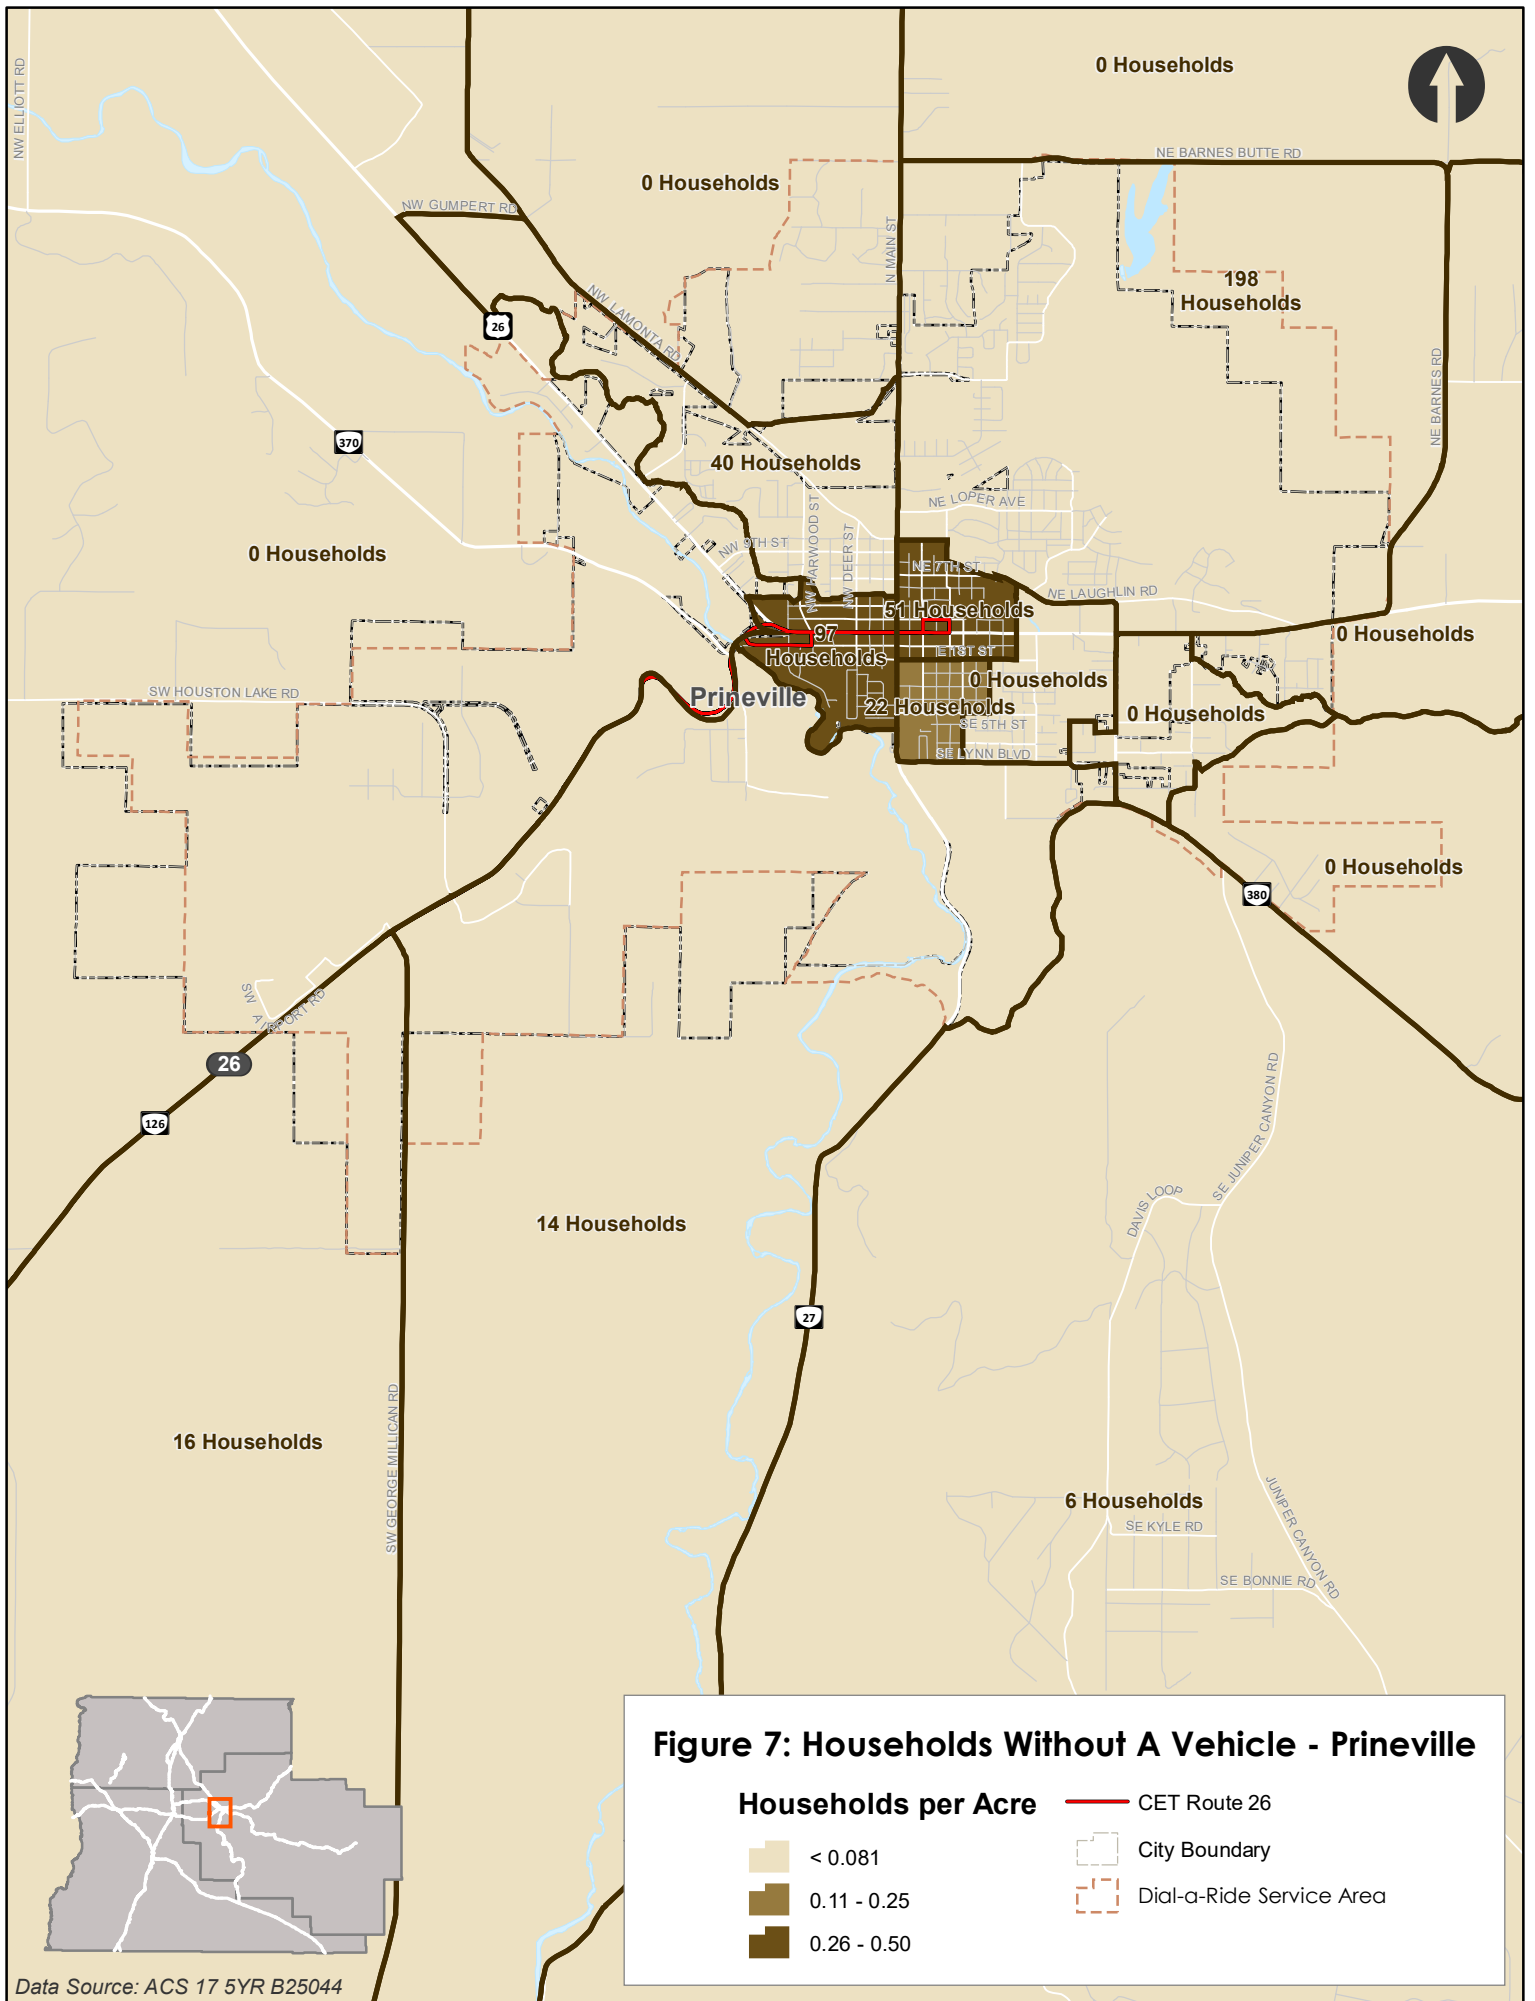 0 Households
NW ELLIOTT RD
NE BARNES BUTTE RD
0 Households
NW GUMPERT RD
N MAIN ST
198
Households
NW LAMONTA RD
26
NE BARNES RD
370
40 Households
NE LOPER AVE
NW HARWOOD ST
NW DEER ST
NW 9TH ST
0 Households
NE 7TH ST
NE LAUGHLIN RD
51 Households
97
Households
0 Households
E 1ST ST
0 Households
SW HOUSTON LAKE RD
Prineville
22 Households
0 Households
SE 5TH ST
SE LYNN BLVD
0 Households
380
SW AIRPORT RD
26
126
SE JUNIPER CANYON RD
DAVIS LOOP
14 Households
27
SW GEORGE MILLICAN RD
16 Households
6 Households
JUNIPER CANYON RD
SE KYLE RD
SE BONNIE RD
Figure 7: Households Without A Vehicle - Prineville
Households per Acre
< 0.081
0.11 - 0.25
0.26 - 0.50
CET Route 26
City Boundary
Dial-a-Ride Service Area
Data Source: ACS 17 5YR B25044